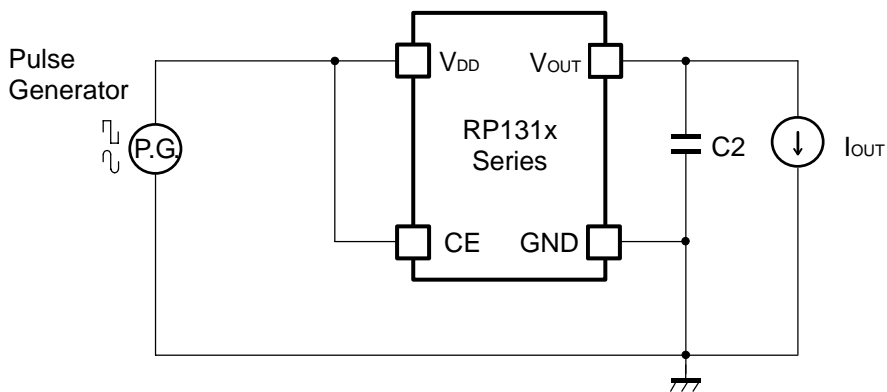 Pulse
Generator
P.G.
VDD
VOUT
RP131x
Series
CE
GND
C2
IOUT